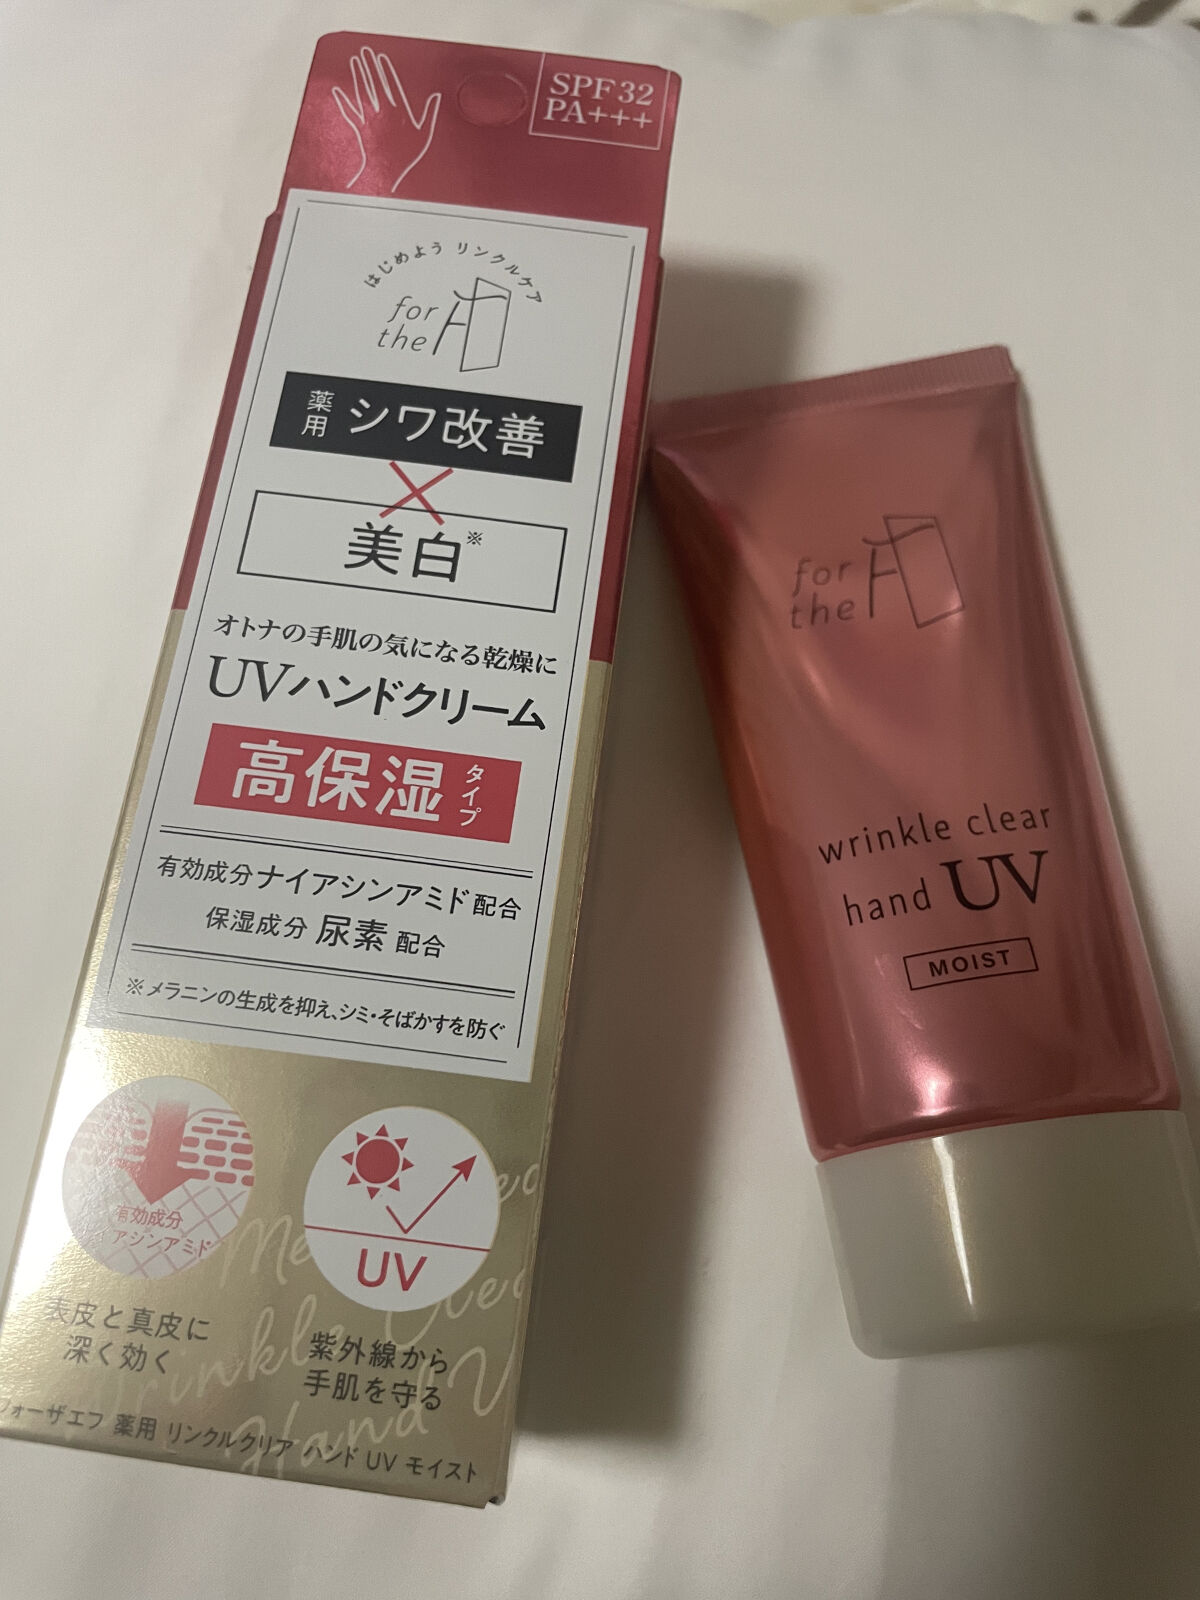 SPF32
PA+++
はじめよう リンクルケア
for
the F
薬用 シワ改善
×
美白※
オトナの手肌の気になる乾燥に
UVハンドクリーム
高保湿タイプ
有効成分ナイアシンアミド配合
保湿成分 尿素 配合
※メラニンの生成を抑え、シミ・そばかすを防ぐ
有効成分
アシンアミド
UV
表皮と真皮に
深く効く
紫外線から
手肌を守る
フォーザエフ 薬用 リンクルクリア ハンド UV モイスト
for
the F
wrinkle clear
hand UV
MOIST